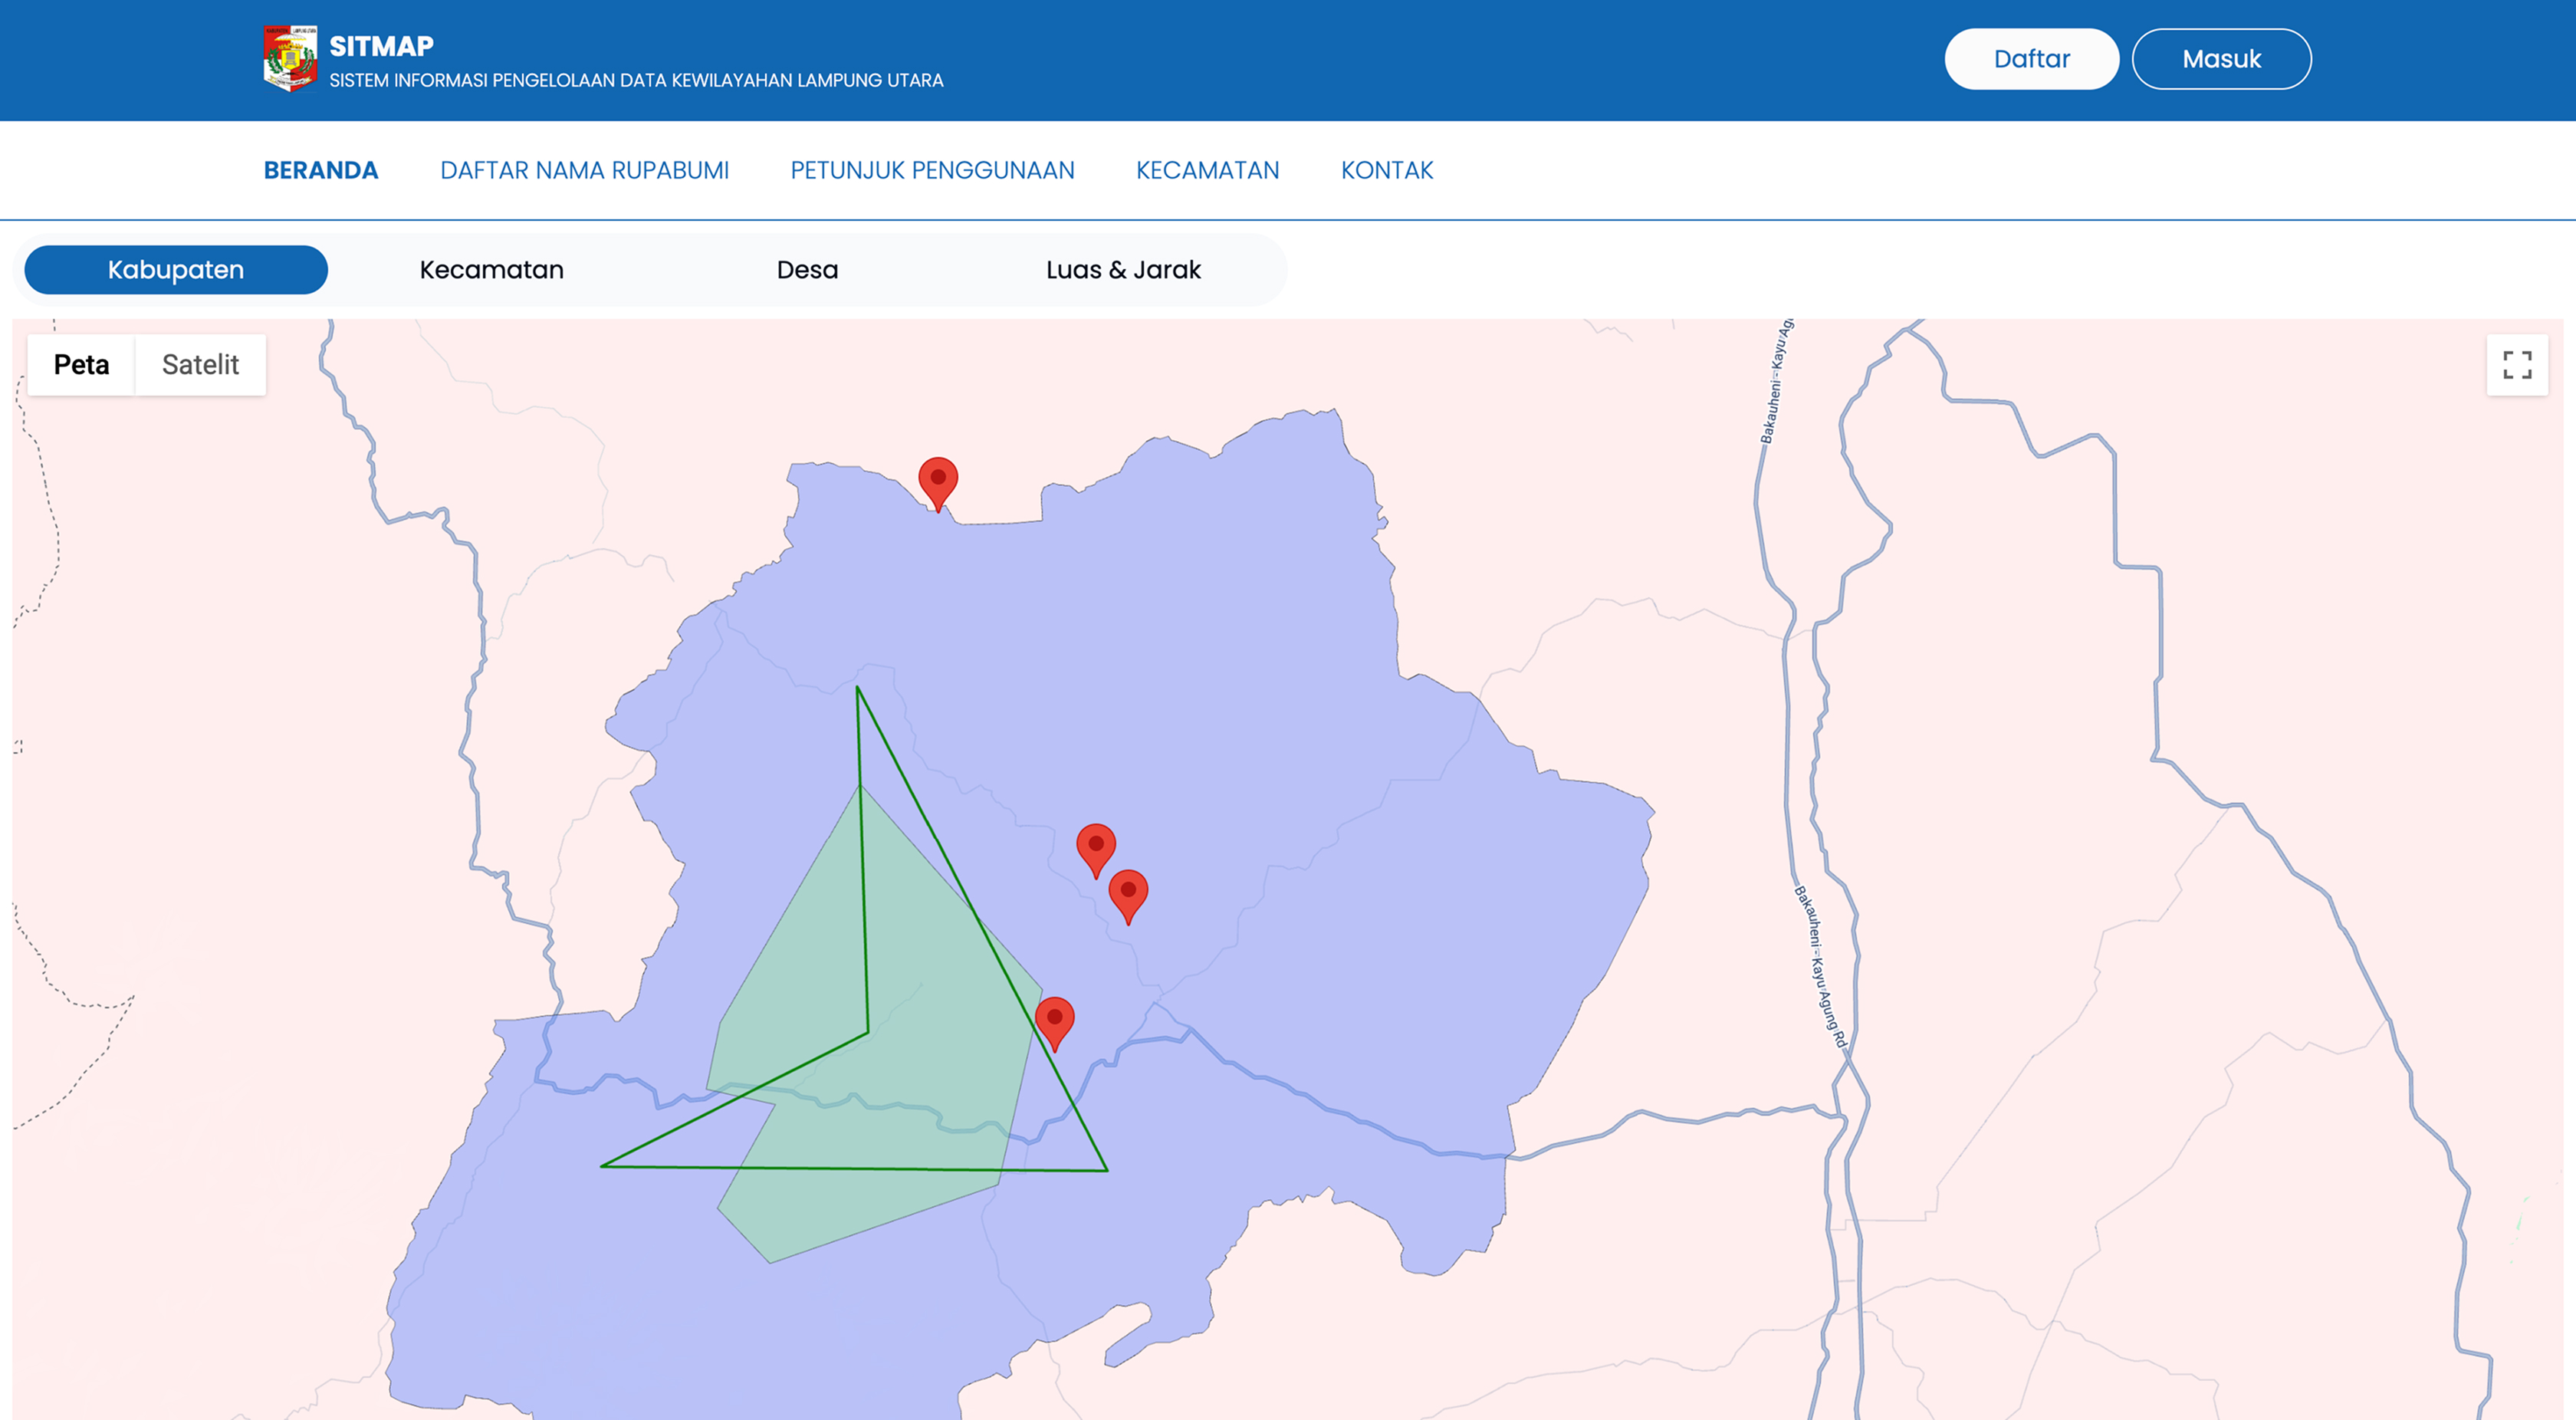 SITMAP
SISTEM INFORMASI PENGELOLAAN DATA KEWILAYAHAN LAMPUNG UTARA
Daftar
Masuk
BERANDA
DAFTAR NAMA RUPABUMI
PETUNJUK PENGGUNAAN
KECAMATAN
KONTAK
Kabupaten
Kecamatan
Desa
Luas & Jarak
Peta
Satelit
Bakauheni - Kayu Ag
Bakauheni - Kayu Agung Rd